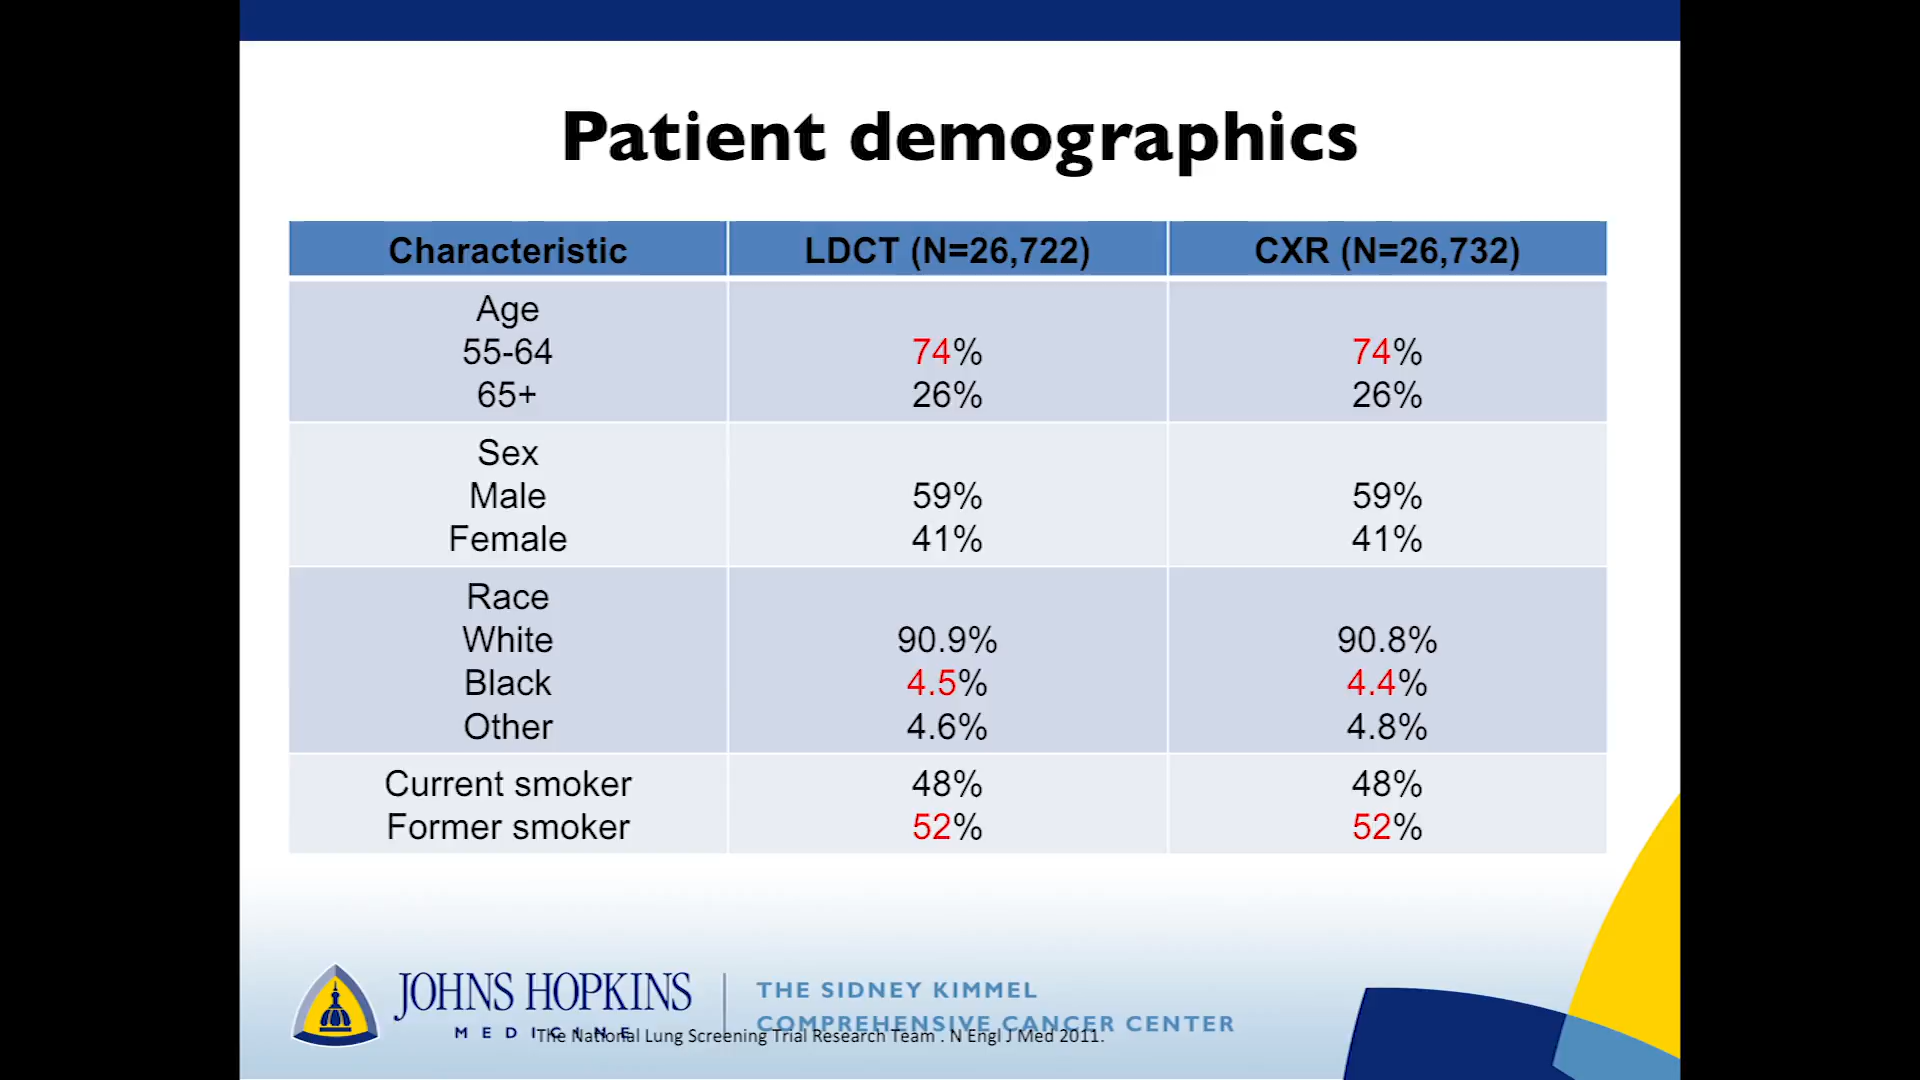 Patient demographics
Characteristic LDCT (N=26,722) CXR (N=26,732)
Age
55-64 74% 74%
65+ 26% 26%
Sex
Male 59% 59%
Female 41% 41%
Race
White 90.9% 90.8%
Black 4.5% 4.4%
Other 4.6% 4.8%
Current smoker 48% 48%
Former smoker 52% 52%
JOHNS HOPKINS
MEDICINE
THE SIDNEY KIMMEL
COMPREHENSIVE CANCER CENTER
The National Lung Screening Trial Research Team . N Engl J Med 2011.